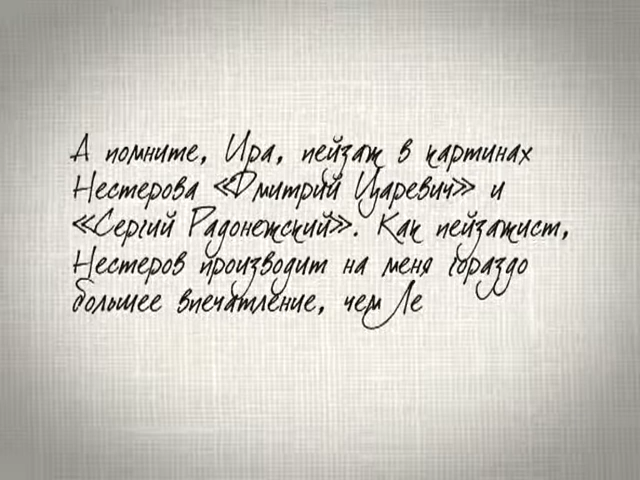 А помните, Ира, пейзаж в картинах
Нестерова «Дмитрий Царевич» и
«Сергий Радонежский». Как пейзажист,
Нестеров производит на меня гораздо
большее впечатление, чем Ле